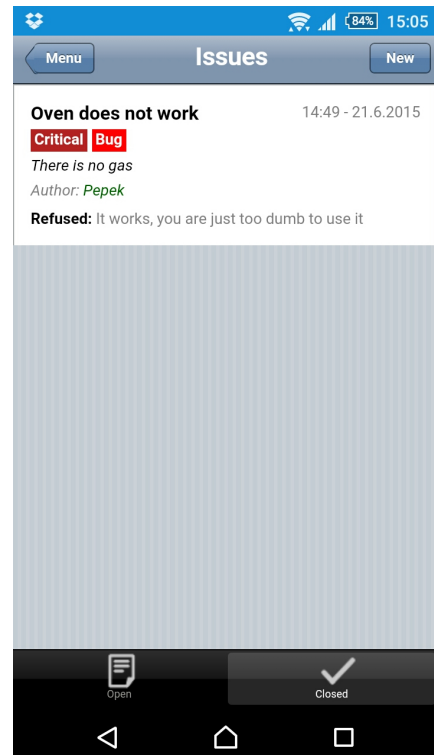 84% 15:05
Menu Issues New
Oven does not work 14:49 - 21.6.2015
Critical Bug
There is no gas
Author: Pepek
Refused: It works, you are just too dumb to use it
Open Closed